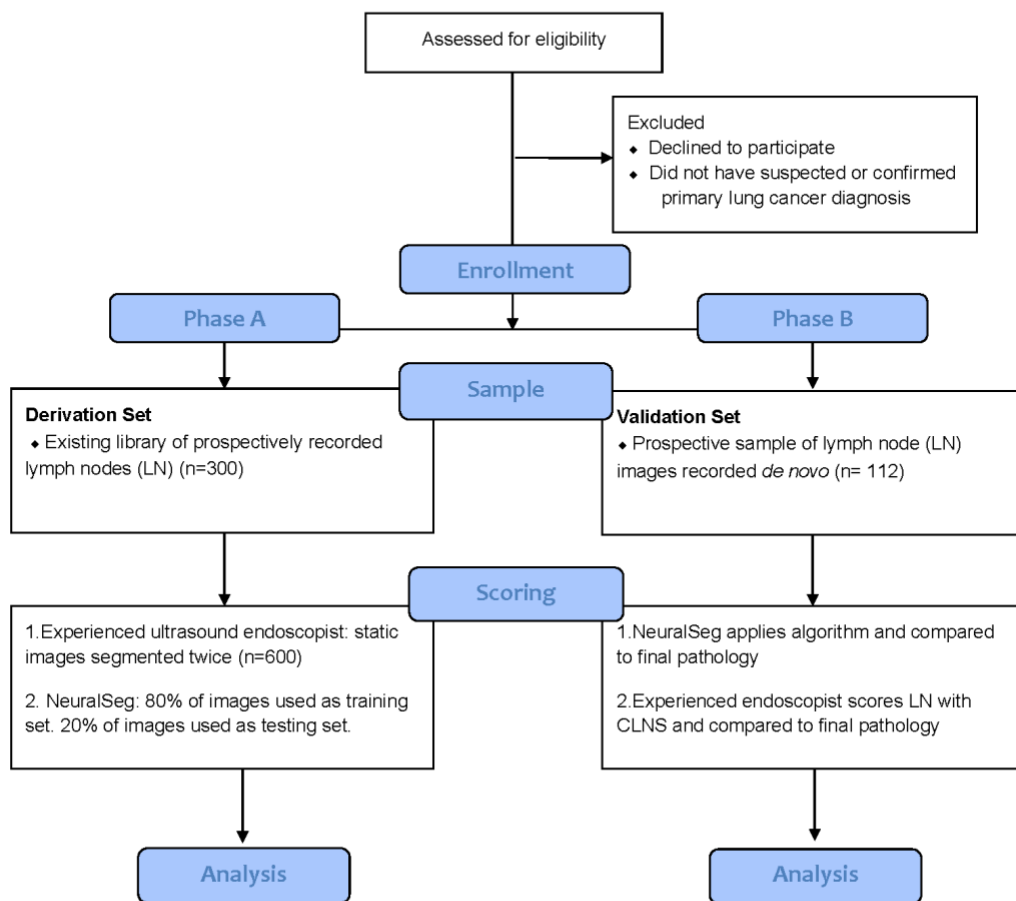 Assessed for eligibility
Excluded
⬥ Declined to participate
⬥ Did not have suspected or confirmed
primary lung cancer diagnosis
Enrollment
Phase A
Phase B
Sample
Derivation Set
⬥ Existing library of prospectively recorded
lymph nodes (LN) (n=300)
Validation Set
⬥ Prospective sample of lymph node (LN)
images recorded de novo (n= 112)
Scoring
1.Experienced ultrasound endoscopist: static
images segmented twice (n=600)
2. NeuralSeg: 80% of images used as training
set. 20% of images used as testing set.
1.NeuralSeg applies algorithm and compared
to final pathology
2.Experienced endoscopist scores LN with
CLNS and compared to final pathology
Analysis
Analysis